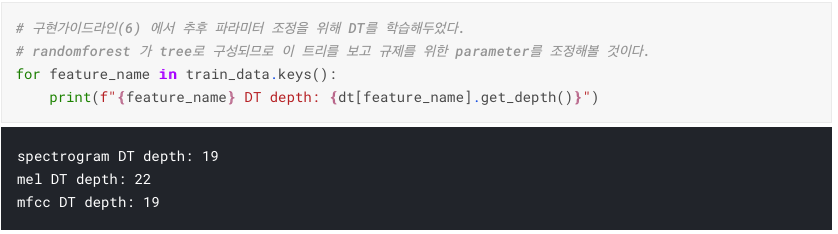 # 구현가이드라인(6) 에서 추후 파라미터 조정을 위해 DT를 학습해두었다.
# randomforest 가 tree로 구성되므로 이 트리를 보고 규제를 위한 parameter를 조정해볼 것이다.
for feature_name in train_data.keys():
    print(f"{feature_name} DT depth: {dt[feature_name].get_depth()}")
spectrogram DT depth: 19
mel DT depth: 22
mfcc DT depth: 19